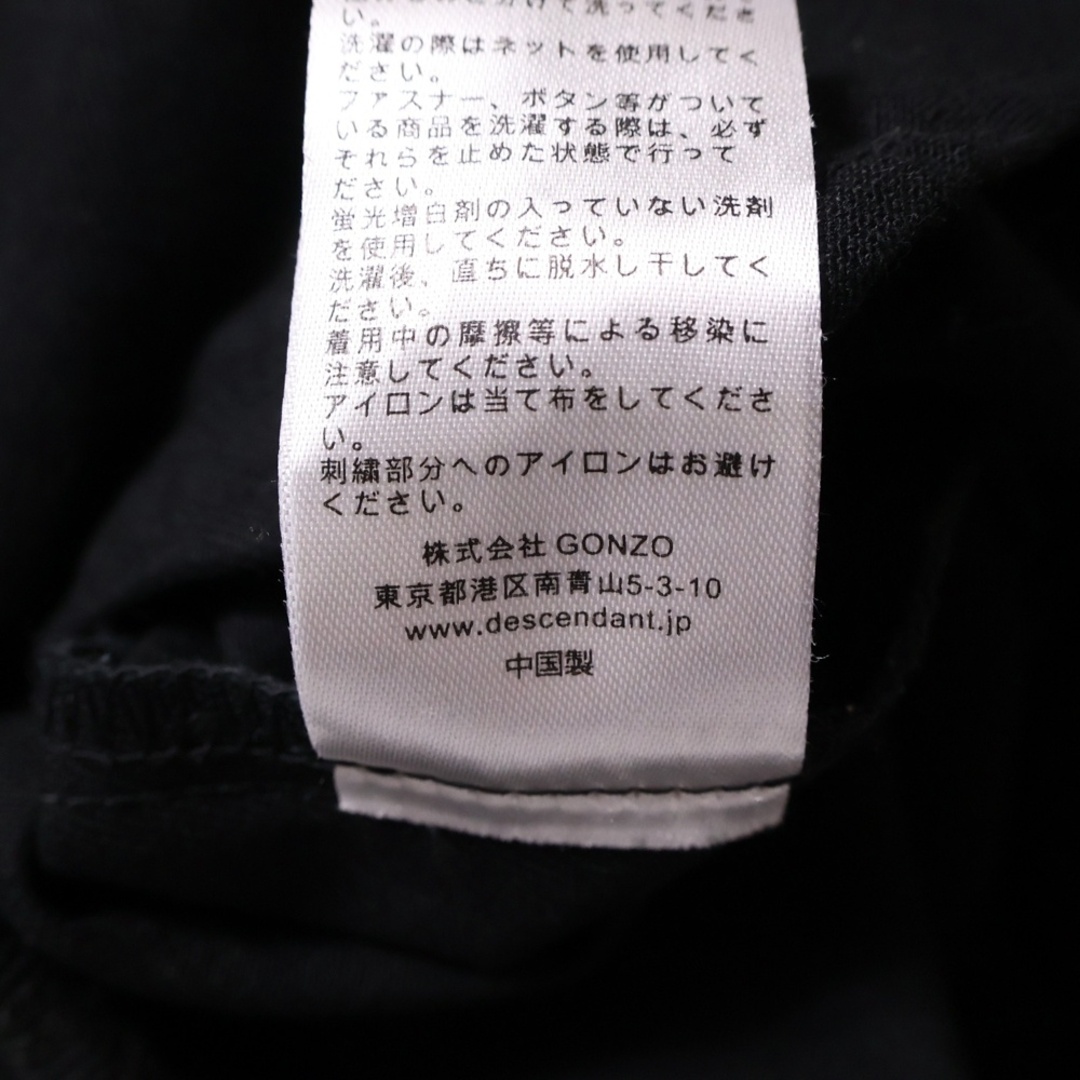 分けて洗ってくださ
い。
洗濯の際はネットを使用してく
ださい。
ファスナー、ボタン等がついて
いる商品を洗濯する際は、必ず
それらを止めた状態で行って
ださい。
蛍光増白剤の入っていない洗剤
を使用してください。
洗濯後、直ちに脱水し干してく
ださい。
着用中の摩擦等による移染に
注意してください。
アイロンは当て布をしてくださ
い。
刺繍部分へのアイロンはお避け
ください。
株式会社 GONZO
東京都港区南青山5-3-10
www.descendant.jp
中国製